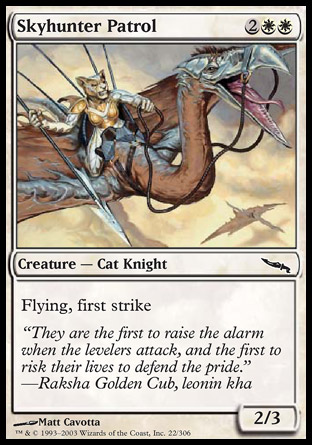 Skyhunter Patrol 2
Creature — Cat Knight
Flying, first strike
“They are the first to raise the alarm
when the levelers attack, and the first to
risk their lives to defend the pride.”
—Raksha Golden Cub, leonin kha
Matt Cavotta
™ & © 1993–2003 Wizards of the Coast, Inc. 22/306
2/3